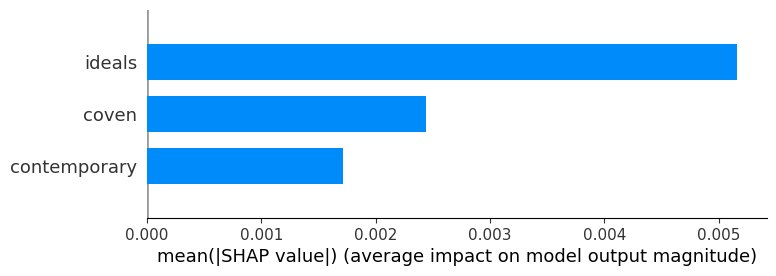 ideals
coven
contemporary
0.000 0.001 0.002 0.003 0.004 0.005
mean(|SHAP value|) (average impact on model output magnitude)